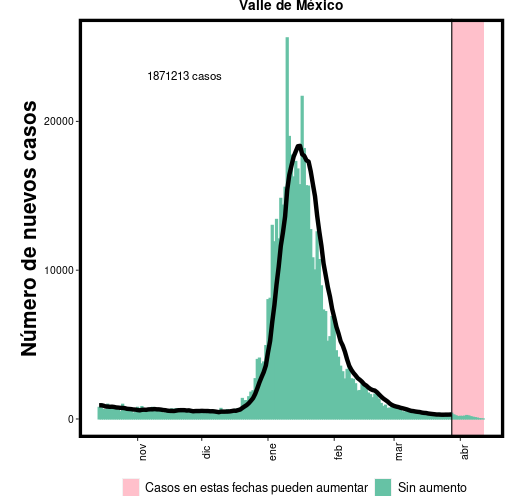 Valle de México
1871213 casos
Número de nuevos casos
20000
10000
0
nov
dic
ene
feb
mar
abr
Casos en estas fechas pueden aumentar
Sin aumento